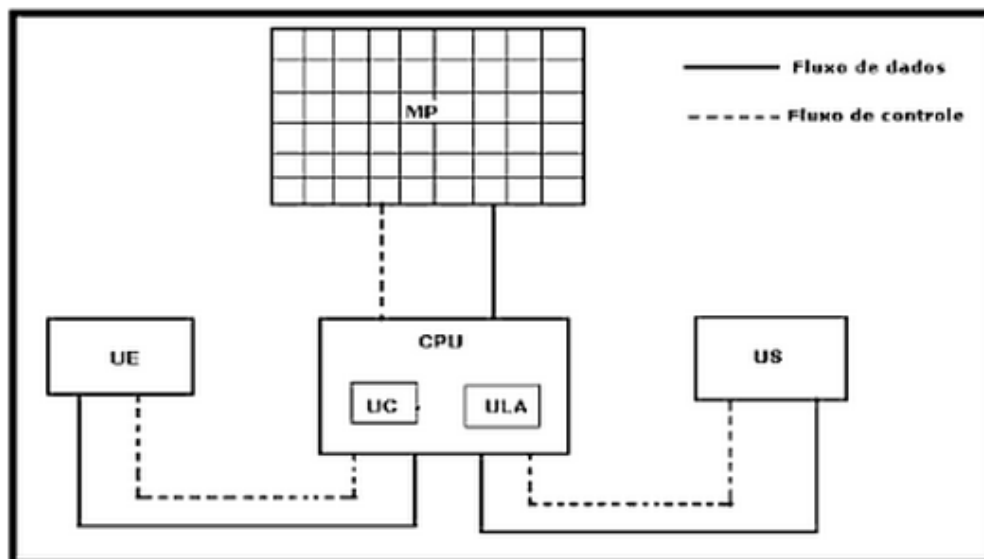 MP
Fluxo de dados
Fluxo de controle
UE
CPU
US
UC
ULA